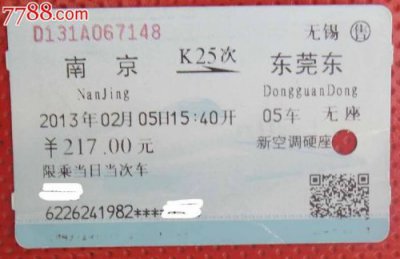 7788.com
D131A067148 无锡 售
南京 K25次 东莞东
NanJing DongguanDong
2013年02月05日15:40开 05车 无座
￥217.00元 新空调硬座
限乘当日当次车
6226241982****